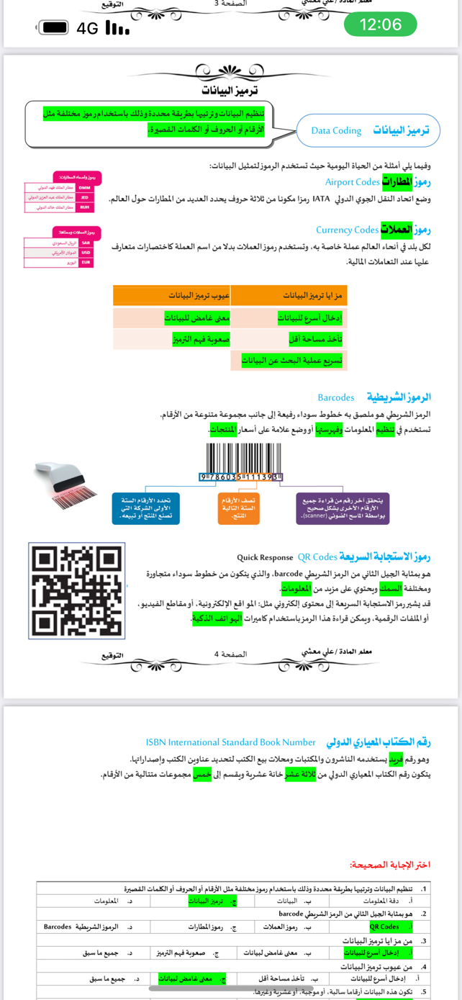 معلم المادة / علي معشي
الصفحة 3
التوقيع
4G
12:06
ترميز البيانات
ترميز البيانات Data Coding
تنظيم البيانات وترتيبها بطريقة محددة وذلك باستخدام رموز مختلفة مثل
الأرقام أو الحروف أو الكلمات القصيرة.
وفيما يلي أمثلة من الحياة اليومية حيث تستخدم الرموز لتمثيل البيانات:
رموز المطارات Airport Codes
وضع اتحاد النقل الجوي الدولي IATA رمزا مكونا من ثلاثة حروف يحدد العديد من المطارات حول العالم.
رموز وأسماء المطارات:
DMM مطار الملك فهد الدولي
JED مطار الملك عبد العزيز الدولي
RUH مطار الملك خالد الدولي
رموز العملات Currency Codes
لكل بلد في أنحاء العالم عملة خاصة به، وتستخدم رموز العملات بدلا من اسم العملة كاختصارات متعارف
عليها عند التعاملات المالية.
رموز العملات ومعناها:
SAR الريال السعودي
USD الدولار الأمريكي
EUR اليورو
مزايا ترميز البيانات عيوب ترميز البيانات
إدخال أسرع للبيانات معنى غامض للبيانات
تأخذ مساحة أقل صعوبة فهم الترميز
تسريع عملية البحث عن البيانات
الرموز الشريطية Barcodes
الرمز الشريطي هو ملصق به خطوط سوداء رفيعة إلى جانب مجموعة متنوعة من الأرقام.
تستخدم في تنظيم المعلومات وفهرستها أو وضع علامة على أسعار المنتجات.
9 786035 111393
يتحقق آخر رقم من قراءة جميع
الأرقام الأخرى بشكل صحيح
بواسطة الماسح الضوئي (scanner).
تصف الأرقام
الستة التالية
المنتج.
تحدد الأرقام الستة
الأولى الشركة التي
تصنع المنتج أو تبيعه.
رموز الاستجابة السريعة QR Codes Quick Response
هو بمثابة الجيل الثاني من الرمز الشريطي barcode، والذي يتكون من خطوط سوداء متجاورة
ومختلفة السمك ويحتوي على مزيد من المعلومات.
قد يشير رمز الاستجابة السريعة إلى محتوى إلكتروني مثل: المواقع الإلكترونية، أو مقاطع الفيديو،
أو الملفات الرقمية، ويمكن قراءة هذا الرمز باستخدام كاميرات الهواتف الذكية.
معلم المادة / علي معشي
الصفحة 4
التوقيع
رقم الكتاب المعياري الدولي ISBN International Standard Book Number
وهو رقم فريد يستخدمه الناشرون والمكتبات ومحلات بيع الكتب لتحديد عناوين الكتب وإصداراتها.
يتكون رقم الكتاب المعياري الدولي من ثلاثة عشر خانة عشرية ويقسم إلى خمس مجموعات متتالية من الأرقام.
اختر الإجابة الصحيحة:
1. تنظيم البيانات وترتيبها بطريقة محددة وذلك باستخدام رموز مختلفة مثل الأرقام أو الحروف أو الكلمات القصيرة
أ. دقة المعلومات ب. البيانات ج. ترميز البيانات د. المعلومات
2. هو بمثابة الجيل الثاني من الرمز الشريطي barcode
أ. QR Codes ب. رموز العملات ج. رموز المطارات د. الرموز الشريطية Barcodes
3. من مزايا ترميز البيانات
أ. إدخال أسرع للبيانات ب. معنى غامض لبيانات ج. صعوبة فهم الترميز د. جميع ما سبق
4. من عيوب ترميز البيانات
أ. إدخال أسرع للبيانات ب. تأخذ مساحة أقل ج. معنى غامض لبيانات د. جميع ما سبق
5. تكون هذه البيانات أرقاما سالبة، أو موجبة، أو عشرية وغيرها.